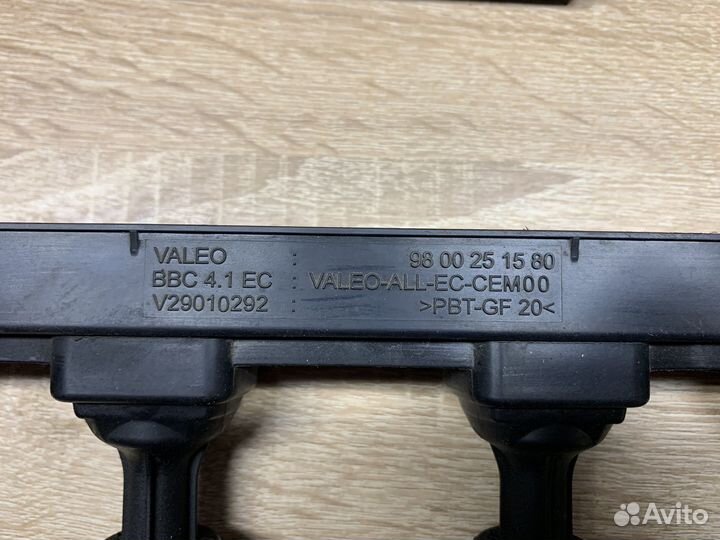 VALEO : 98 00 25 15 80
BBC 4.1 EC : VALEO-ALL-EC-CEM00
V29010292 : >PBT-GF 20<
Avito